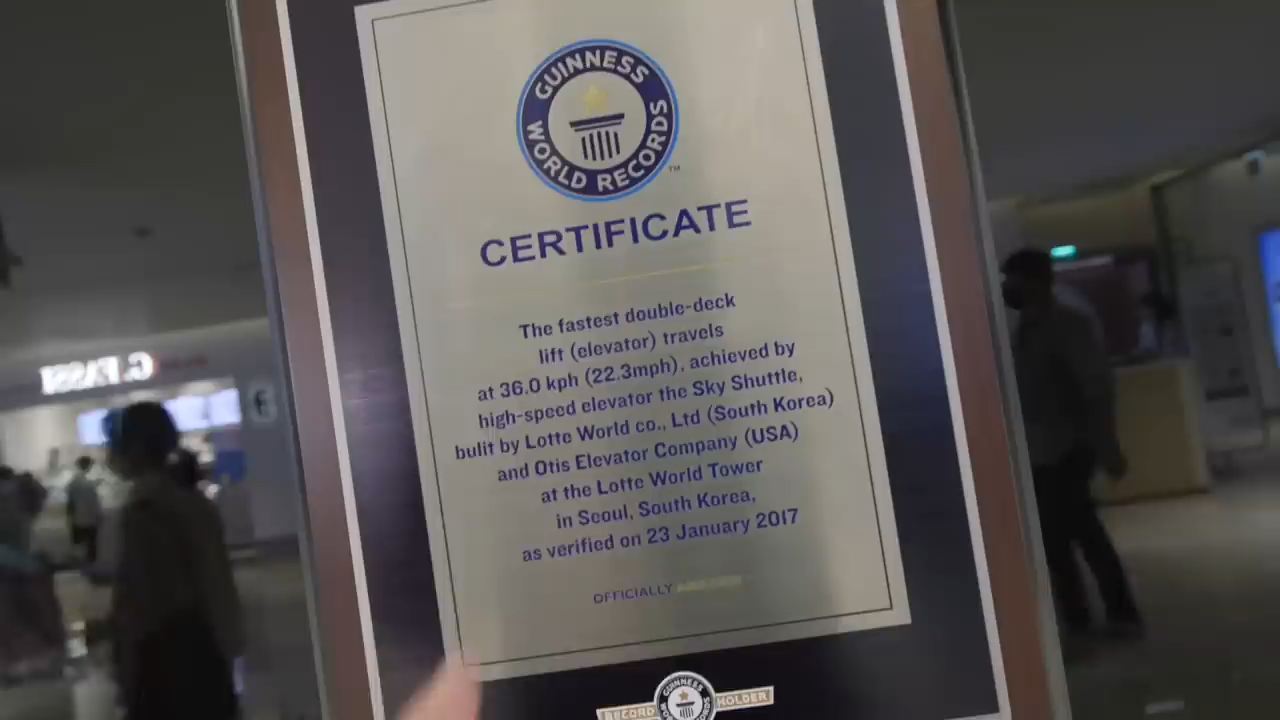 GUINNESS
WORLD RECORDS
™
CERTIFICATE
The fastest double-deck
lift (elevator) travels
at 36.0 kph (22.3mph), achieved by
high-speed elevator the Sky Shuttle,
bulit by Lotte World co., Ltd (South Korea)
and Otis Elevator Company (USA)
at the Lotte World Tower
in Seoul, South Korea,
as verified on 23 January 2017
OFFICIALLY
GUINNESS
RECORD HOLDER